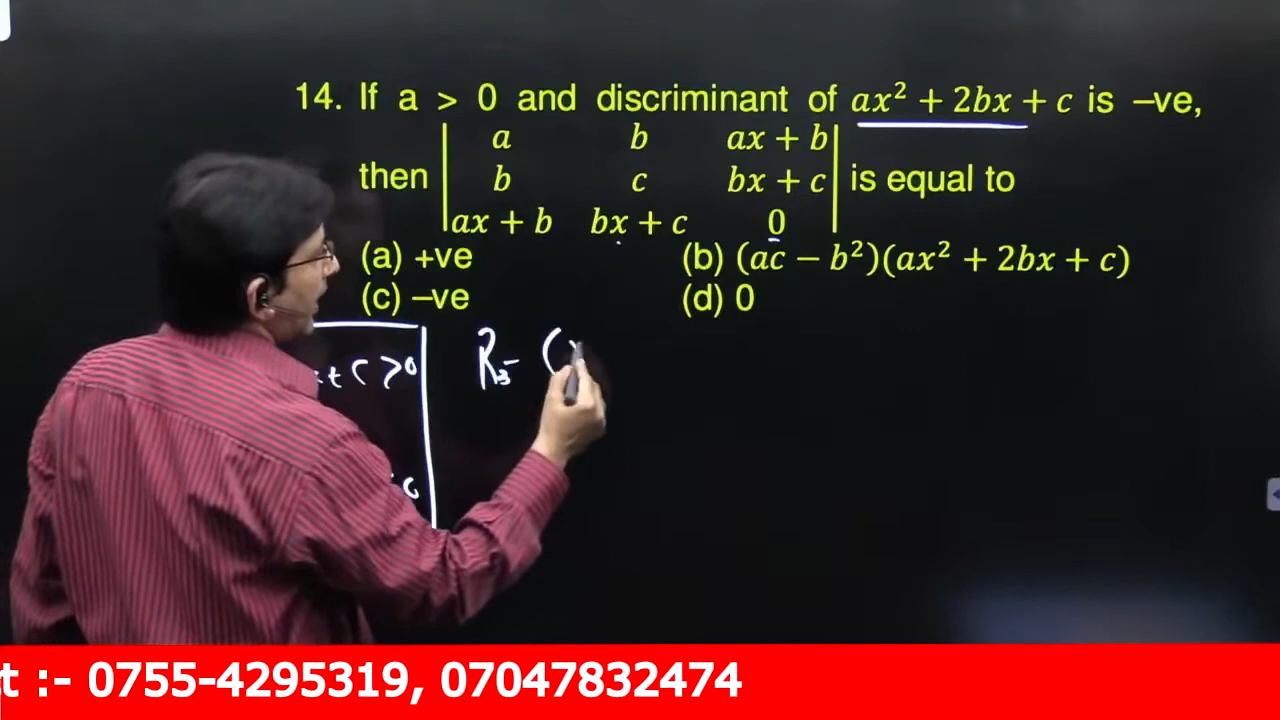 14. If a > 0 and discriminant of ax² + 2bx + c is –ve,
a b ax + b
then b c bx + c is equal to
ax + b bx + c 0
(a) +ve (b) (ac – b²)(ax² + 2bx + c)
(c) –ve (d) 0
+ c > 0 R₃ – (x
c
t :- 0755-4295319, 07047832474